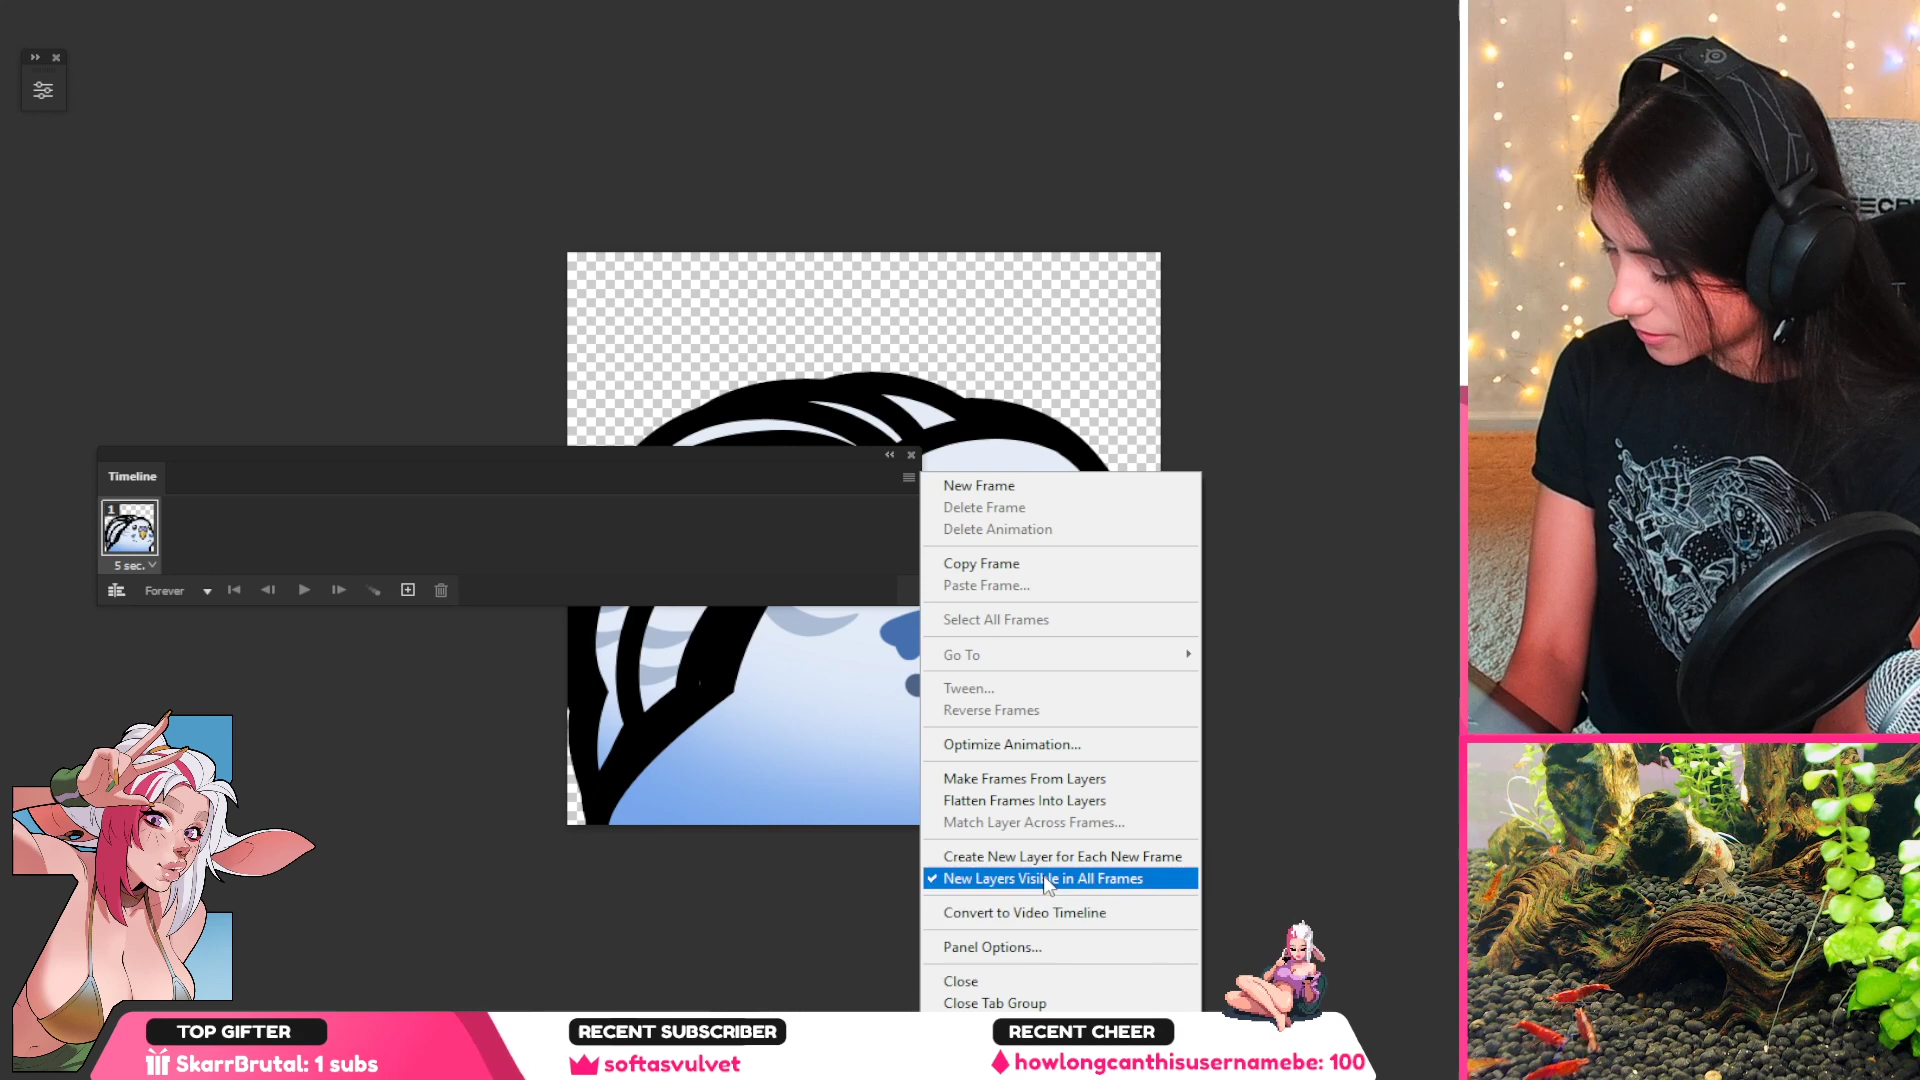 Timeline
1
5 sec.
Forever
New Frame
Delete Frame
Delete Animation
Copy Frame
Paste Frame...
Select All Frames
Go To
Tween...
Reverse Frames
Optimize Animation...
Make Frames From Layers
Flatten Frames Into Layers
Match Layer Across Frames...
Create New Layer for Each New Frame
New Layers Visible in All Frames
Convert to Video Timeline
Panel Options...
Close
Close Tab Group
TOP GIFTER
SkarrBrutal: 1 subs
RECENT SUBSCRIBER
softasvulvet
RECENT CHEER
howlongcanthisusernamebe: 100